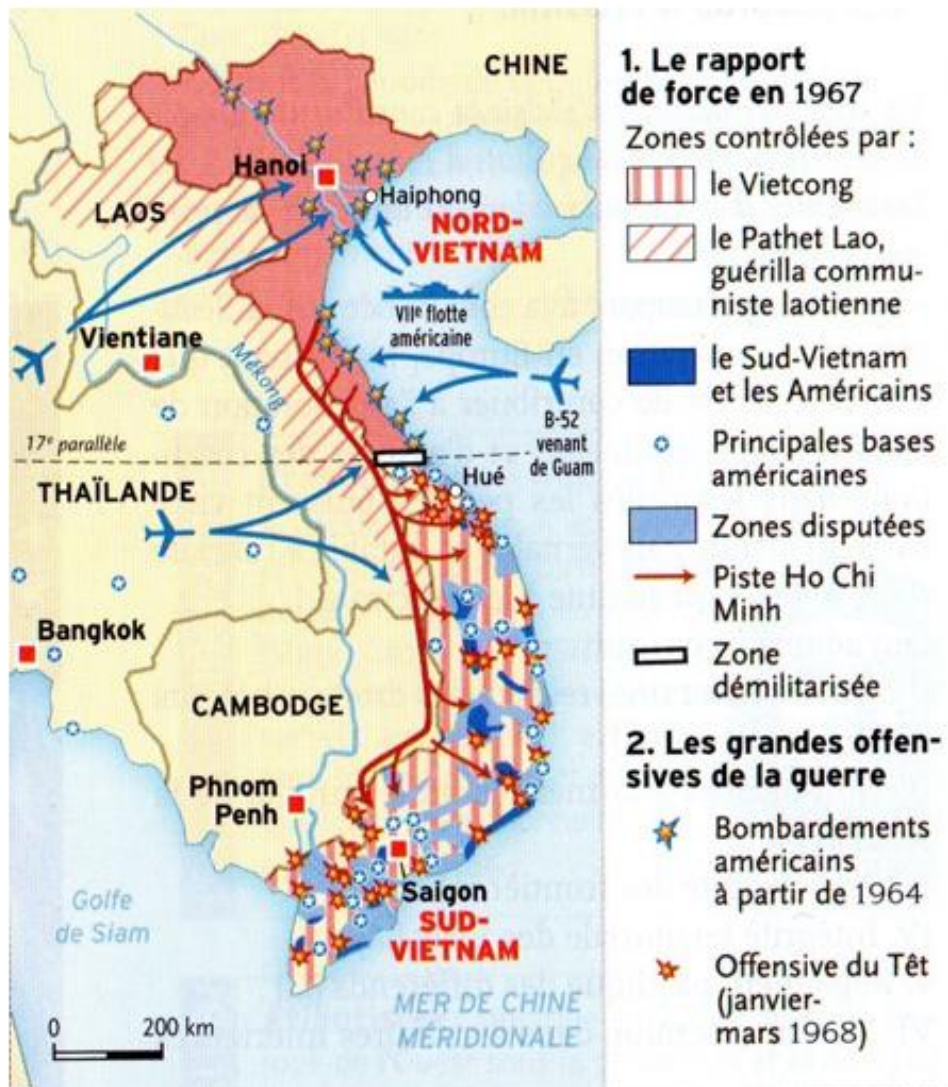 CHINE
Hanoi
Haiphong
LAOS
NORD-
VIETNAM
VIIe flotte
américaine
Vientiane
Mékong
B-52
venant
de Guam
17e parallèle
Hué
THAÏLANDE
Bangkok
CAMBODGE
Phnom
Penh
Saigon
SUD-
VIETNAM
Golfe
de Siam
MER DE CHINE
MÉRIDIONALE
0 200 km
1. Le rapport
de force en 1967
Zones contrôlées par :
le Vietcong
le Pathet Lao,
guérilla commu-
niste laotienne
le Sud-Vietnam
et les Américains
Principales bases
américaines
Zones disputées
Piste Ho Chi
Minh
Zone
démilitarisée
2. Les grandes offen-
sives de la guerre
Bombardements
américains
à partir de 1964
Offensive du Têt
(janvier-
mars 1968)